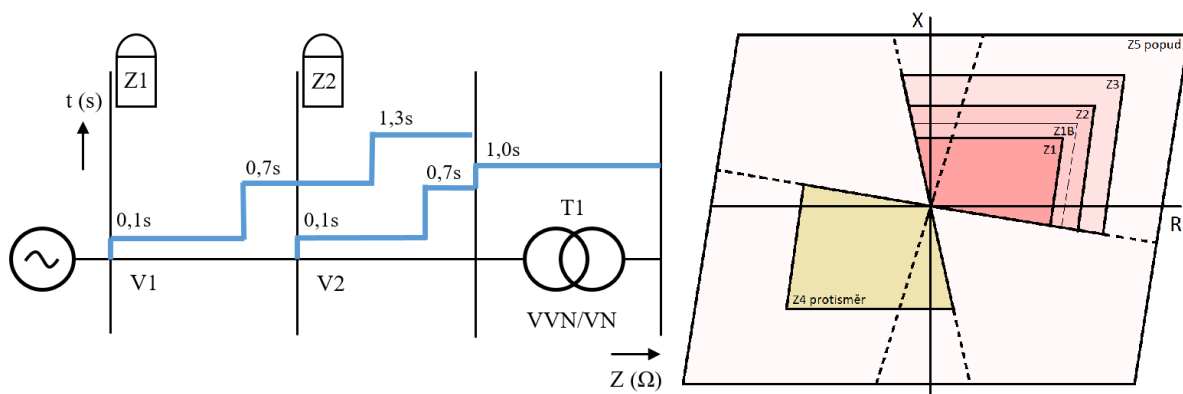 Z1
Z2
t (s)
1,3s
0,7s
0,7s
1,0s
0,1s
0,1s
T1
V1
V2
VVN/VN
Z (Ω)
X
Z5 popud
Z3
Z2
Z1B
Z1
R
Z4 protisměr